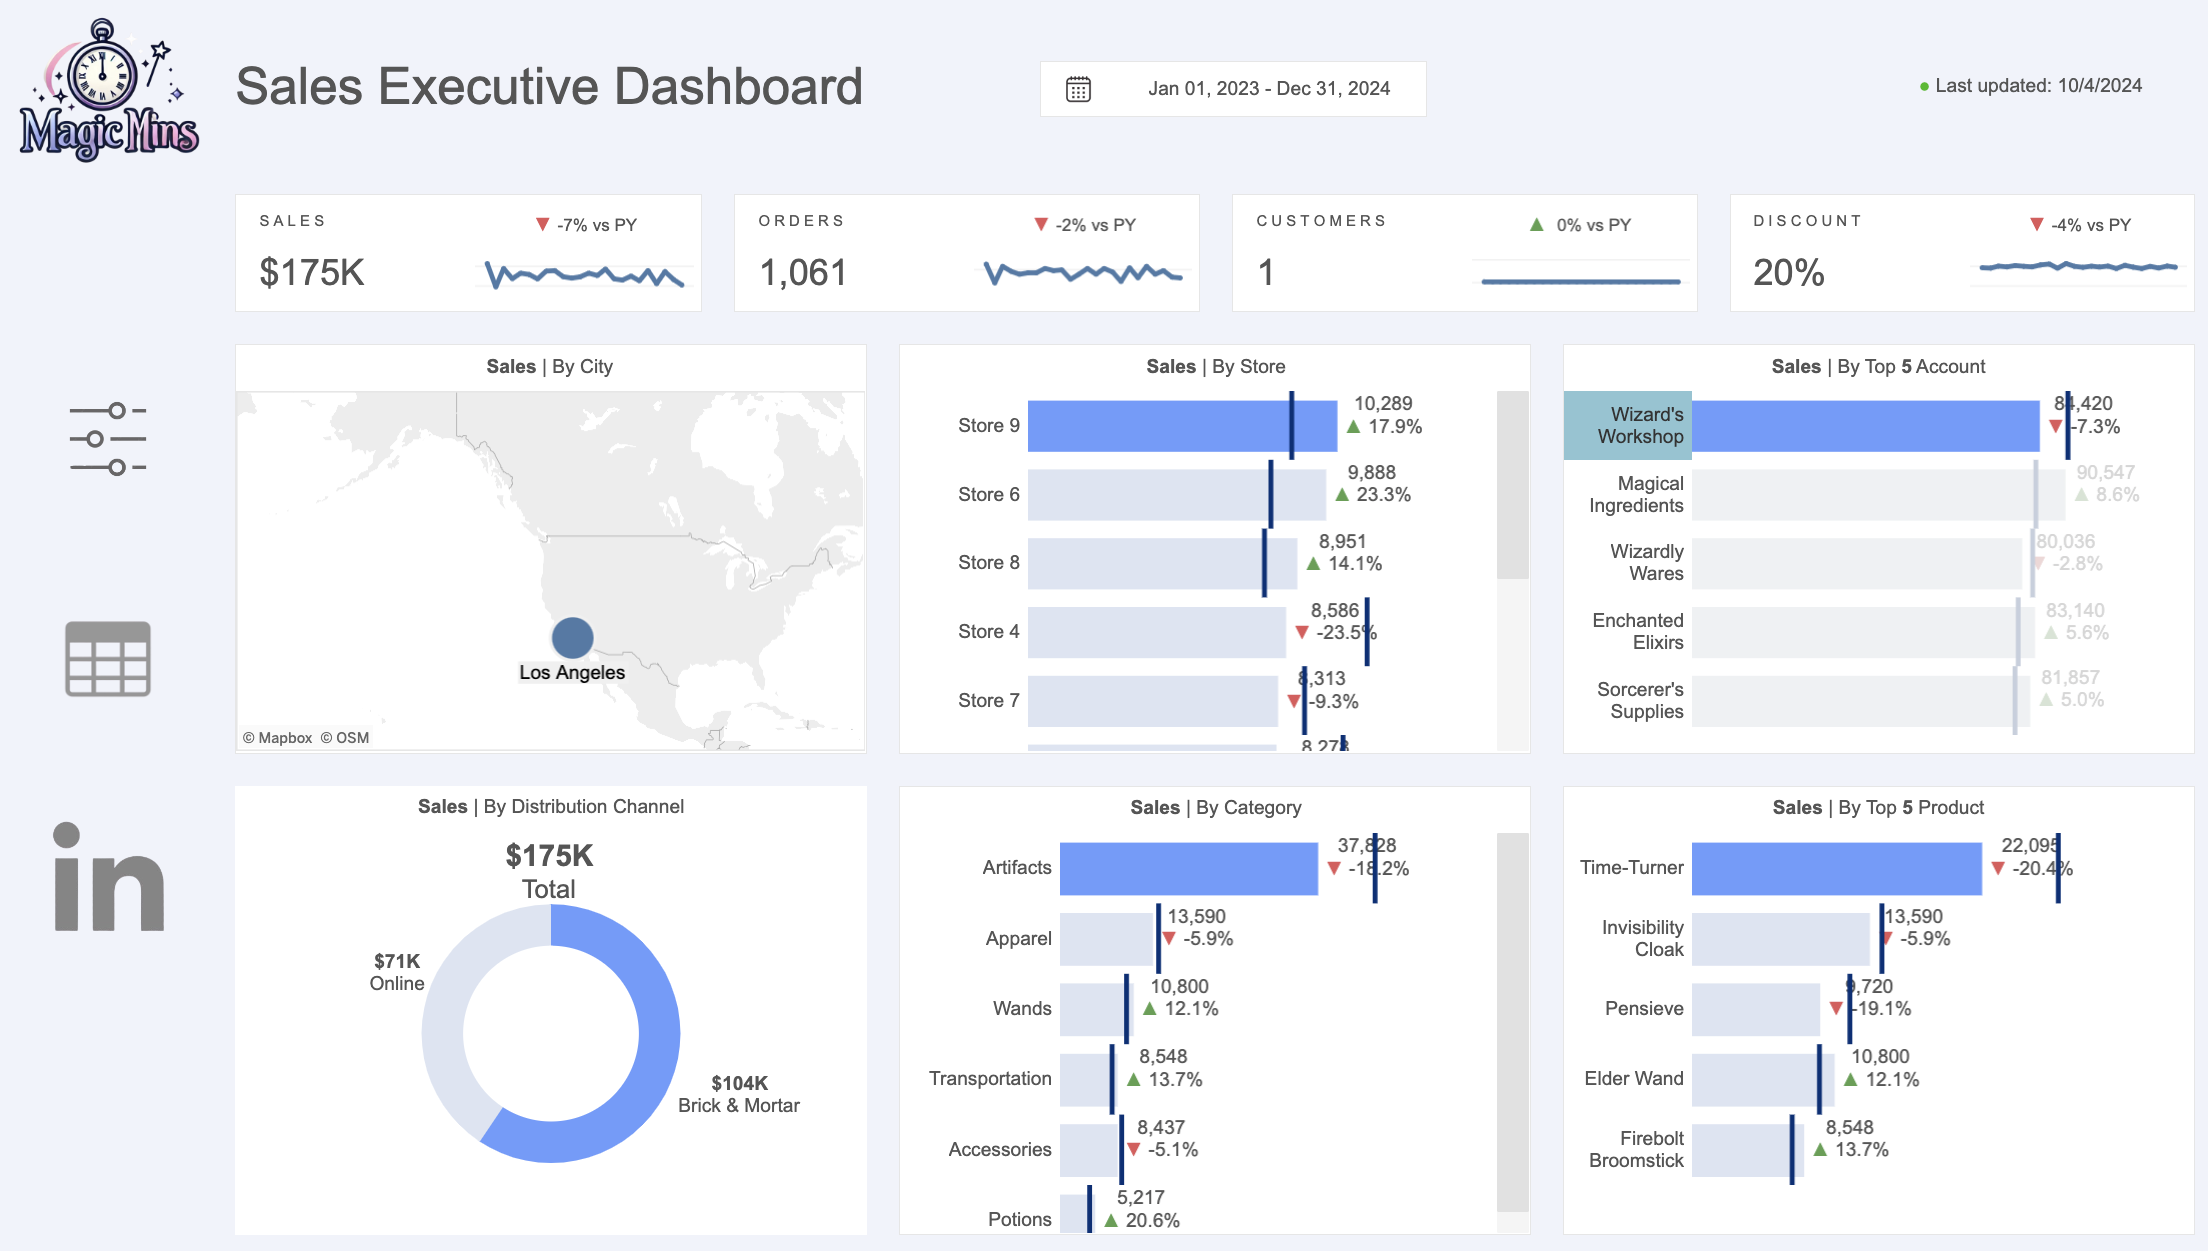 Magic Mins
Sales Executive Dashboard
Jan 01, 2023 - Dec 31, 2024
Last updated: 10/4/2024
SALES
▼ -7% vs PY
$175K
ORDERS
▼ -2% vs PY
1,061
CUSTOMERS
▲ 0% vs PY
1
DISCOUNT
▼ -4% vs PY
20%
Sales | By City
Los Angeles
© Mapbox © OSM
Sales | By Store
Store 9
10,289
▲ 17.9%
Store 6
9,888
▲ 23.3%
Store 8
8,951
▲ 14.1%
Store 4
8,586
▼ -23.5%
Store 7
8,313
▼ -9.3%
8,273
Sales | By Top 5 Account
Wizard's
Workshop
84,420
▼ -7.3%
Magical
Ingredients
90,547
▲ 8.6%
Wizardly
Wares
80,036
▼ -2.8%
Enchanted
Elixirs
83,140
▲ 5.6%
Sorcerer's
Supplies
81,857
▲ 5.0%
in
Sales | By Distribution Channel
$175K
Total
$71K
Online
$104K
Brick & Mortar
Sales | By Category
Artifacts
37,828
▼ -18.2%
Apparel
13,590
▼ -5.9%
Wands
10,800
▲ 12.1%
Transportation
8,548
▲ 13.7%
Accessories
8,437
▼ -5.1%
Potions
5,217
▲ 20.6%
Sales | By Top 5 Product
Time-Turner
22,095
▼ -20.4%
Invisibility
Cloak
13,590
▼ -5.9%
Pensieve
9,720
▼ -19.1%
Elder Wand
10,800
▲ 12.1%
Firebolt
Broomstick
8,548
▲ 13.7%